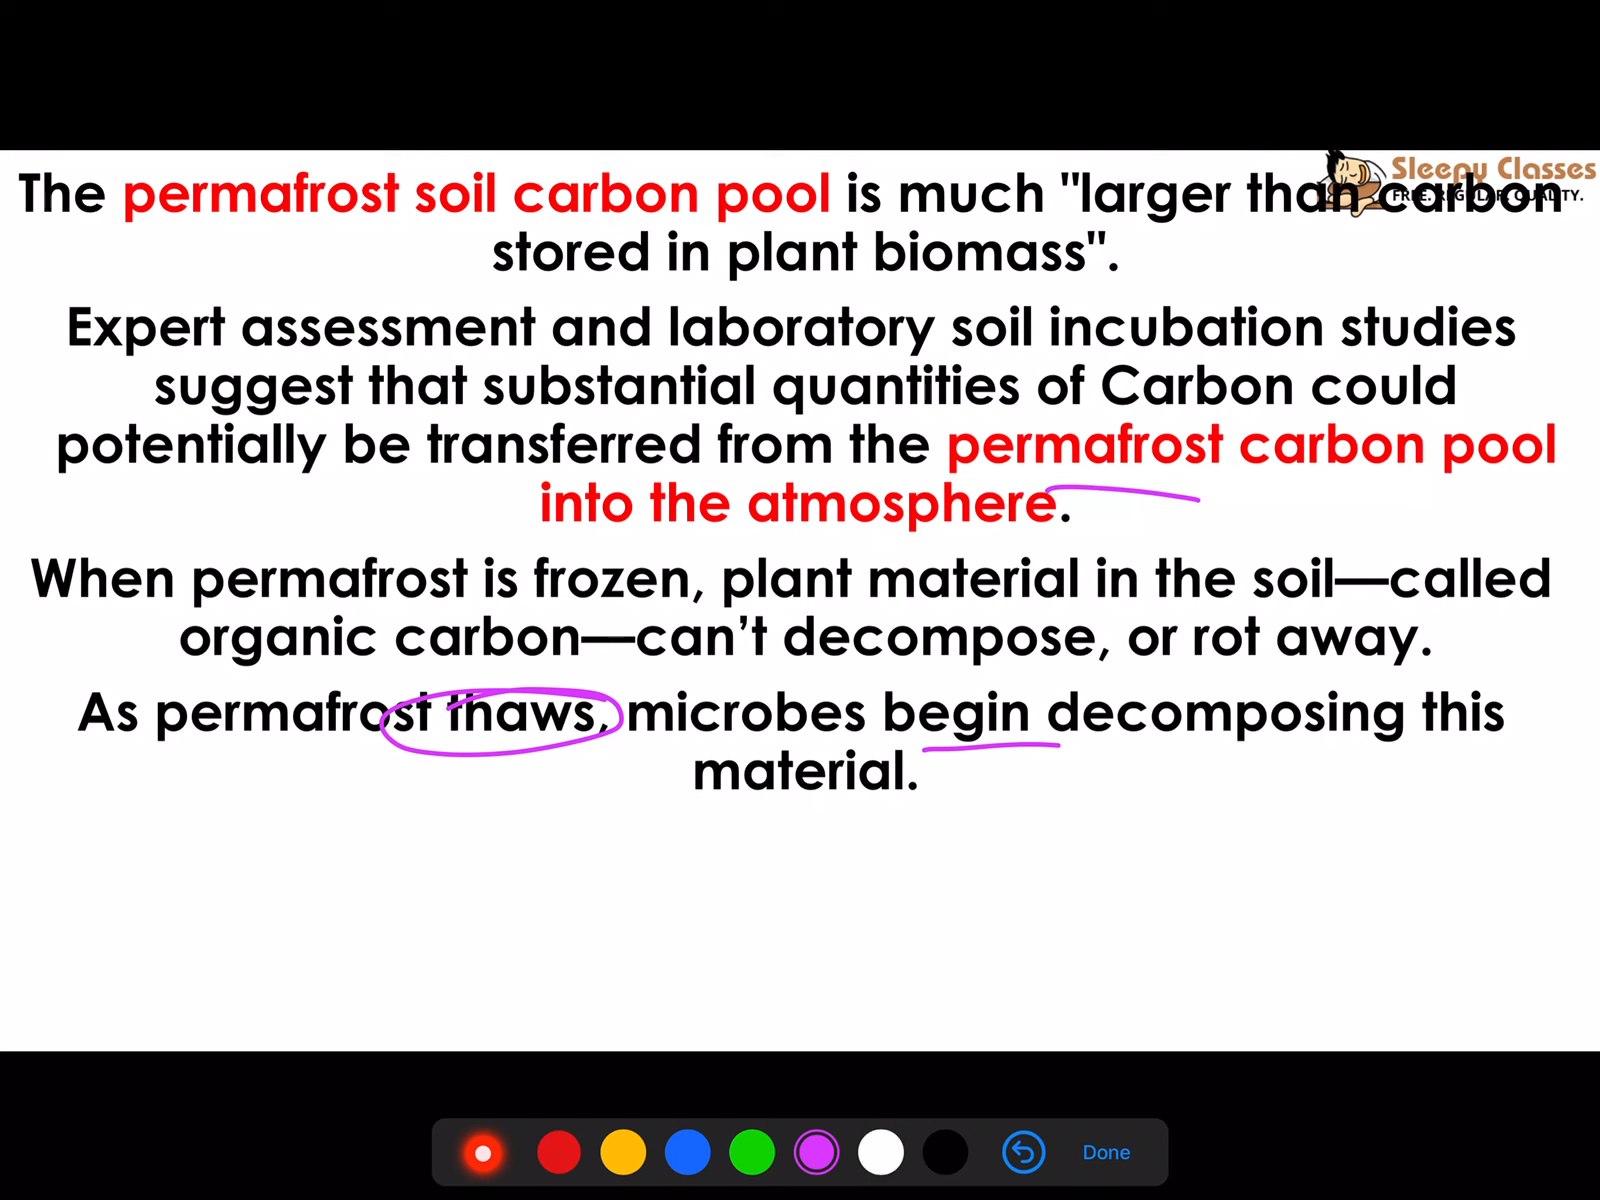 Sleepy Classes
FREE. REGULAR. QUALITY.
The permafrost soil carbon pool is much "larger than carbon
stored in plant biomass".
Expert assessment and laboratory soil incubation studies
suggest that substantial quantities of Carbon could
potentially be transferred from the permafrost carbon pool
into the atmosphere.
When permafrost is frozen, plant material in the soil—called
organic carbon—can’t decompose, or rot away.
As permafrost thaws, microbes begin decomposing this
material.
Done